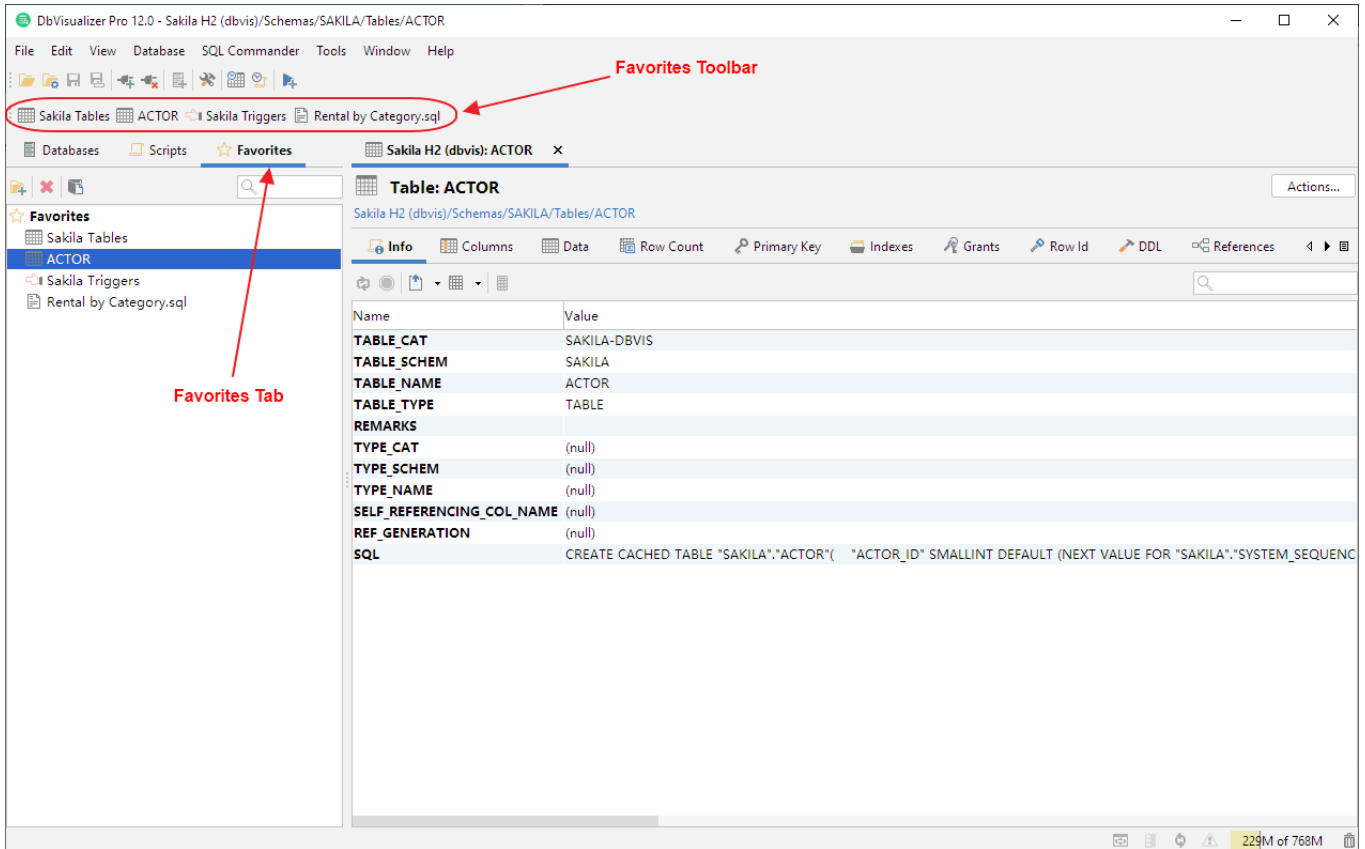 DbVisualizer Pro 12.0 - Sakila H2 (dbvis)/Schemas/SAKILA/Tables/ACTOR
File Edit View Database SQL Commander Tools Window Help
Favorites Toolbar
Sakila Tables ACTOR Sakila Triggers Rental by Category.sql
Databases Scripts Favorites Sakila H2 (dbvis): ACTOR
Table: ACTOR Actions...
Favorites Sakila H2 (dbvis)/Schemas/SAKILA/Tables/ACTOR
Sakila Tables
Info Columns Data Row Count Primary Key Indexes Grants Row Id DDL References
ACTOR
Sakila Triggers
Rental by Category.sql
Name Value
TABLE_CAT SAKILA-DBVIS
TABLE_SCHEM SAKILA
TABLE_NAME ACTOR
Favorites Tab
TABLE_TYPE TABLE
REMARKS
TYPE_CAT (null)
TYPE_SCHEM (null)
TYPE_NAME (null)
SELF_REFERENCING_COL_NAME (null)
REF_GENERATION (null)
SQL CREATE CACHED TABLE "SAKILA"."ACTOR"( "ACTOR_ID" SMALLINT DEFAULT (NEXT VALUE FOR "SAKILA"."SYSTEM_SEQUENC
229M of 768M